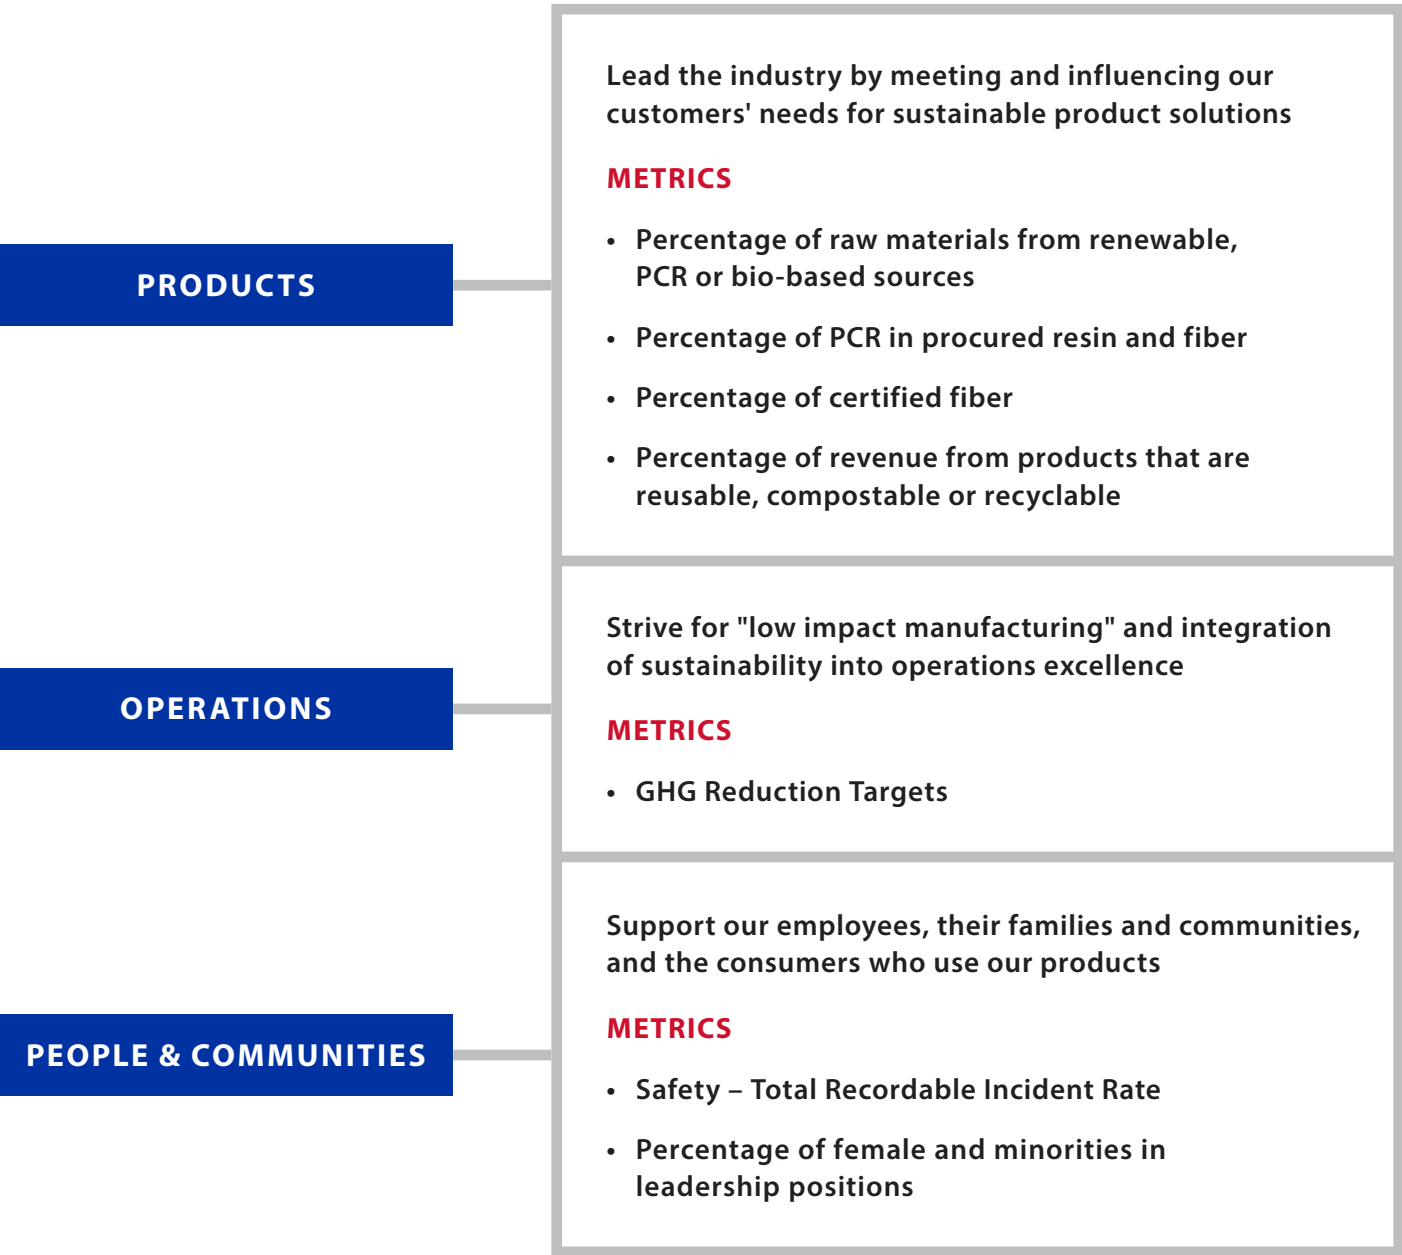 PRODUCTS
Lead the industry by meeting and influencing our
customers' needs for sustainable product solutions
METRICS
• Percentage of raw materials from renewable,
PCR or bio-based sources
• Percentage of PCR in procured resin and fiber
• Percentage of certified fiber
• Percentage of revenue from products that are
reusable, compostable or recyclable
OPERATIONS
Strive for "low impact manufacturing" and integration
of sustainability into operations excellence
METRICS
• GHG Reduction Targets
PEOPLE & COMMUNITIES
Support our employees, their families and communities,
and the consumers who use our products
METRICS
• Safety – Total Recordable Incident Rate
• Percentage of female and minorities in
leadership positions